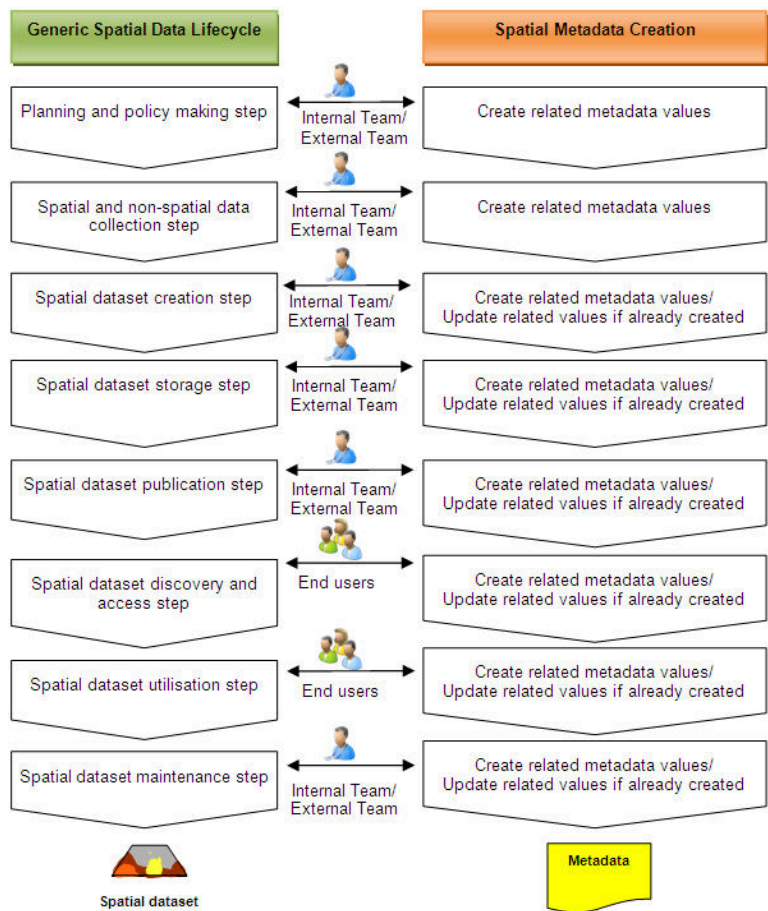 Generic Spatial Data Lifecycle
Spatial Metadata Creation
Planning and policy making step
Internal Team/
External Team
Create related metadata values
Spatial and non-spatial data
collection step
Internal Team/
External Team
Create related metadata values
Spatial dataset creation step
Internal Team/
External Team
Create related metadata values/
Update related values if already created
Spatial dataset storage step
Internal Team/
External Team
Create related metadata values/
Update related values if already created
Spatial dataset publication step
Internal Team/
External Team
Create related metadata values/
Update related values if already created
Spatial dataset discovery and
access step
End users
Create related metadata values/
Update related values if already created
Spatial dataset utilisation step
End users
Create related metadata values/
Update related values if already created
Spatial dataset maintenance step
Internal Team/
External Team
Create related metadata values/
Update related values if already created
Spatial dataset
Metadata